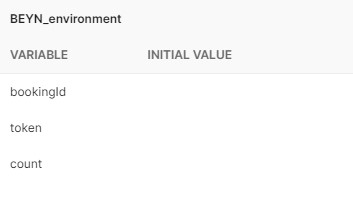 BEYN_environment
VARIABLE INITIAL VALUE
bookingId
token
count